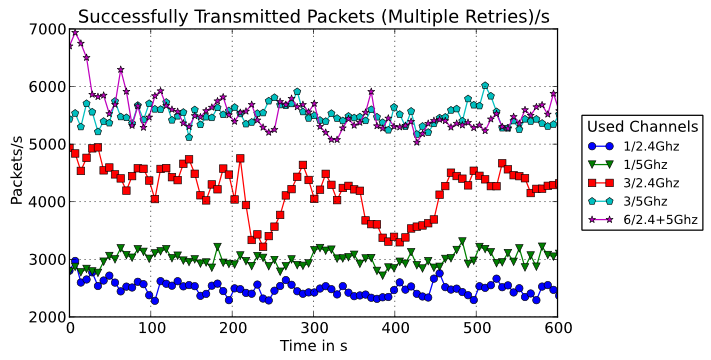 Successfully Transmitted Packets (Multiple Retries)/s
7000
6000
5000
4000
3000
2000
Packets/s
0 100 200 300 400 500 600
Time in s
Used Channels
1/2.4Ghz
1/5Ghz
3/2.4Ghz
3/5Ghz
6/2.4+5Ghz